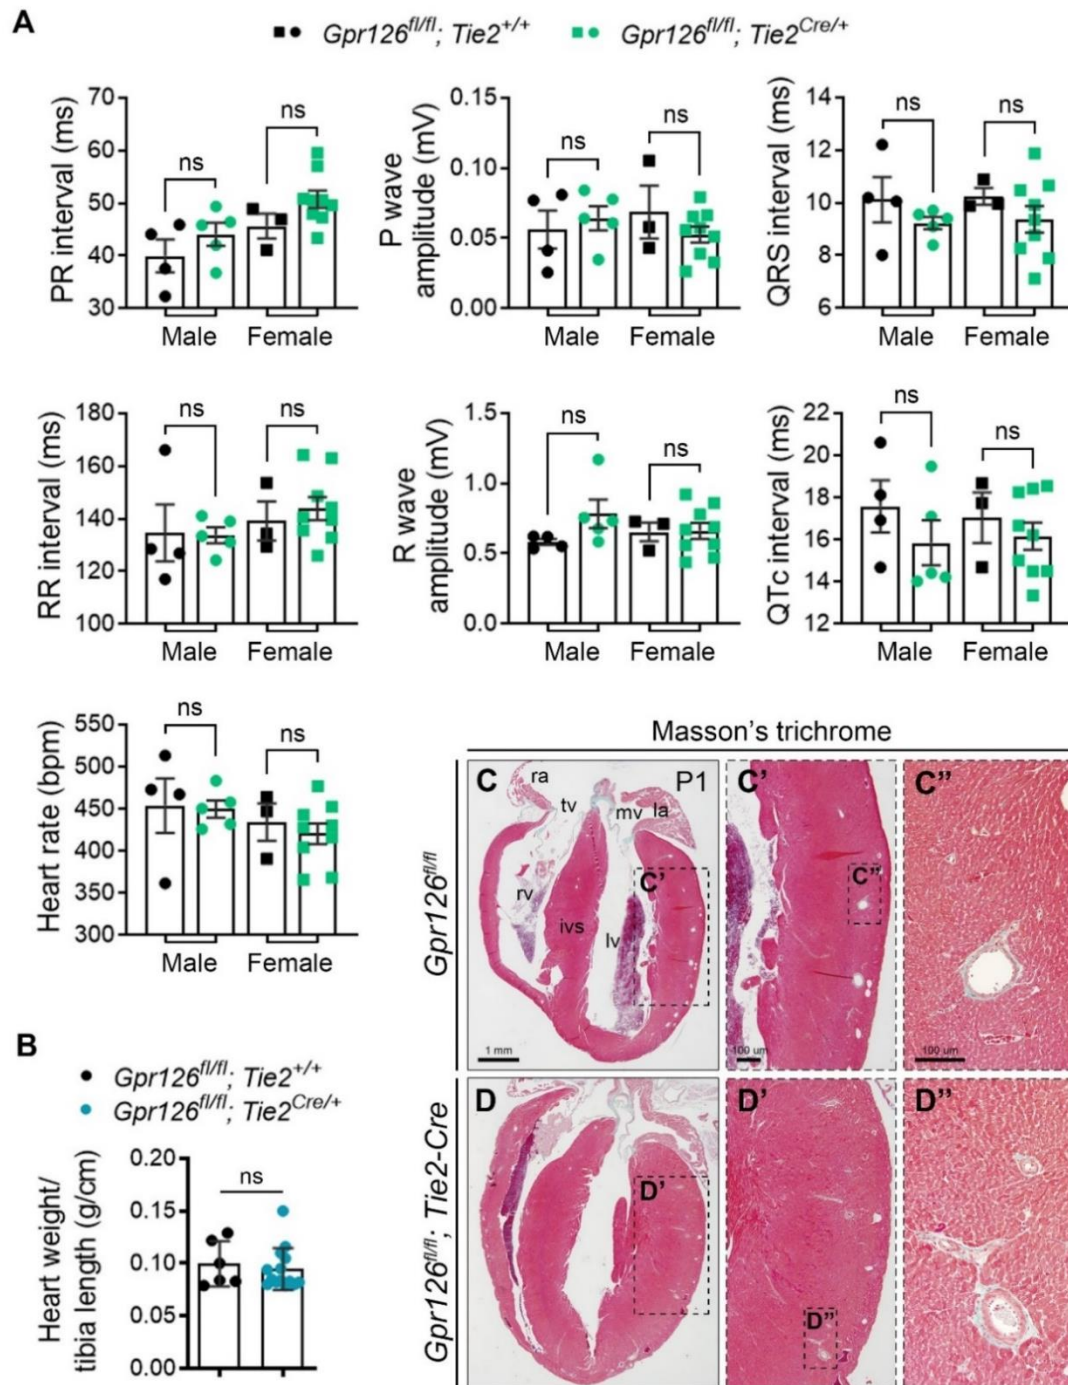 A
Gpr126fl/fl; Tie2+/+
Gpr126fl/fl; Tie2Cre/+
PR interval (ms)
70
60
50
40
30
ns
ns
Male
Female
P wave
amplitude (mV)
0.15
0.10
0.05
0.00
ns
ns
Male
Female
QRS interval (ms)
14
12
10
8
6
ns
ns
Male
Female
RR interval (ms)
180
160
140
120
100
ns
ns
Male
Female
R wave
amplitude (mV)
1.5
1.0
0.5
0.0
ns
ns
Male
Female
QTc interval (ms)
22
20
18
16
14
12
ns
ns
Male
Female
Heart rate (bpm)
550
500
450
400
350
300
ns
ns
Male
Female
B
Gpr126fl/fl; Tie2+/+
Gpr126fl/fl; Tie2Cre/+
Heart weight/
tibia length (g/cm)
0.20
0.15
0.10
0.05
0.00
ns
Masson's trichrome
Gpr126fl/fl
C
P1
ra
tv
mv
la
rv
ivs
lv
C'
1 mm
C'
C"
100 um
C"
100 um
Gpr126fl/fl; Tie2-Cre
D
D'
D'
D"
D"